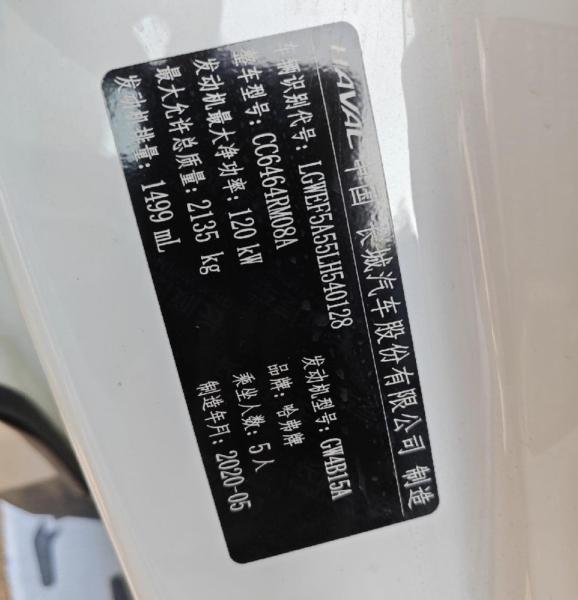 HAVAL 中国 长城汽车股份有限公司 制造
车辆识别代号：LGWEF5A55LH540128
整车型号：CC6464RM08A 发动机型号：GW4B15A
发动机最大净功率：120 kW 品牌：哈弗牌
最大允许总质量：2135 kg 乘坐人数：5人
发动机排量：1499 mL 制造年月：2020-05